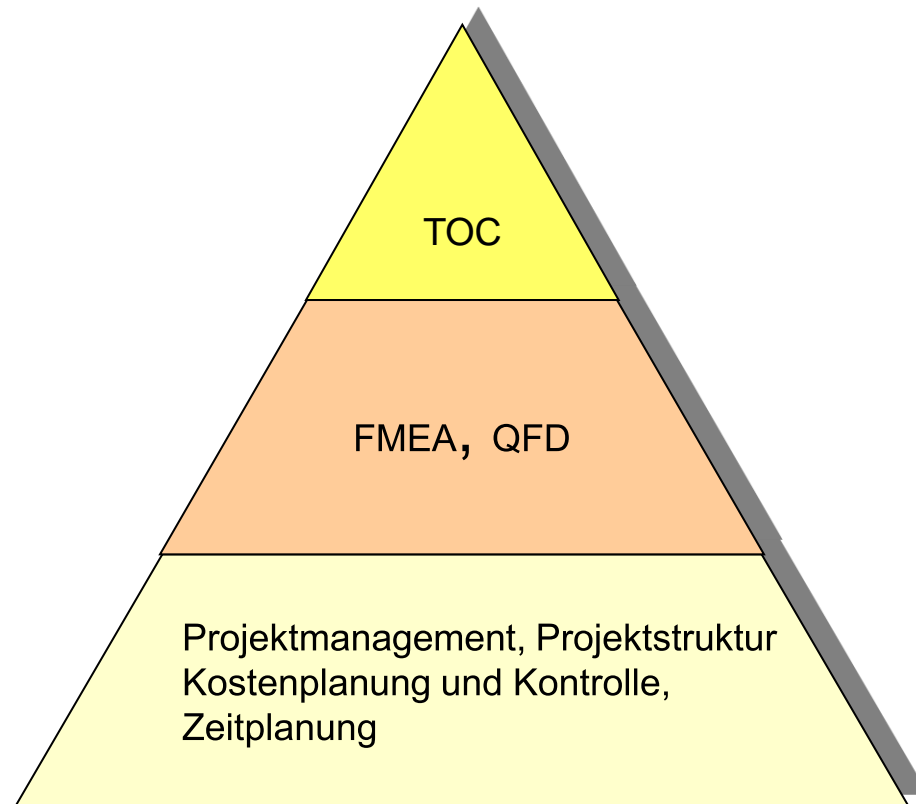 TOC
FMEA, QFD
Projektmanagement, Projektstruktur
Kostenplanung und Kontrolle,
Zeitplanung